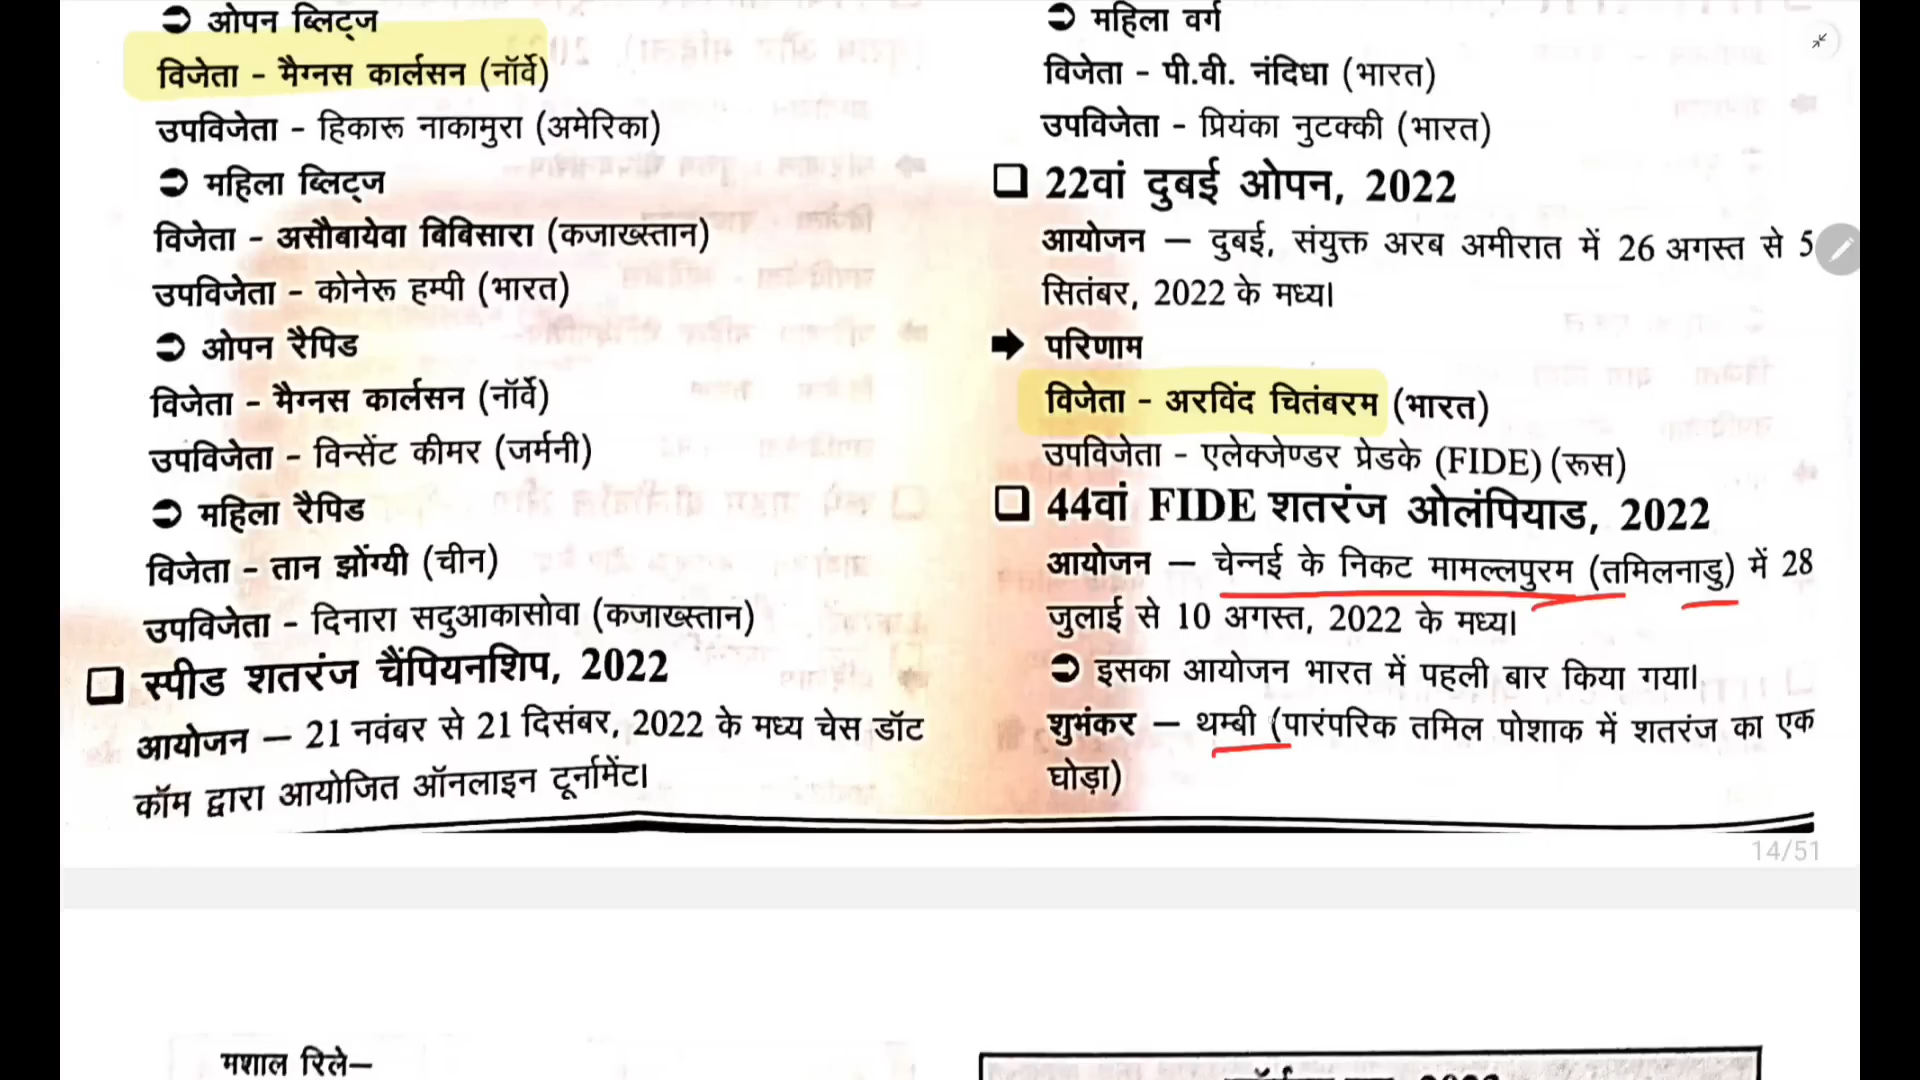 ⮊ ओपन ब्लिट्ज
विजेता - मैग्नस कार्लसन (नॉर्वे)
उपविजेता - हिकारू नाकामुरा (अमेरिका)
⮊ महिला ब्लिट्ज
विजेता - असौबायेवा बिबिसारा (कजाख्स्तान)
उपविजेता - कोनेरू हम्पी (भारत)
⮊ ओपन रैपिड
विजेता - मैग्नस कार्लसन (नॉर्वे)
उपविजेता - विन्सेंट कीमर (जर्मनी)
⮊ महिला रैपिड
विजेता - तान झोंग्यी (चीन)
उपविजेता - दिनारा सदुआकासोवा (कजाख्स्तान)
❑ स्पीड शतरंज चैंपियनशिप, 2022
आयोजन — 21 नवंबर से 21 दिसंबर, 2022 के मध्य चेस डॉट
कॉम द्वारा आयोजित ऑनलाइन टूर्नामेंट।
⮊ महिला वर्ग
विजेता - पी.वी. नंदिधा (भारत)
उपविजेता - प्रियंका नुटक्की (भारत)
❑ 22वां दुबई ओपन, 2022
आयोजन — दुबई, संयुक्त अरब अमीरात में 26 अगस्त से 5
सितंबर, 2022 के मध्य।
➡ परिणाम
विजेता - अरविंद चितंबरम (भारत)
उपविजेता - एलेक्जेण्डर प्रेडके (FIDE) (रूस)
❑ 44वां FIDE शतरंज ओलंपियाड, 2022
आयोजन — चेन्नई के निकट मामल्लपुरम (तमिलनाडु) में 28
जुलाई से 10 अगस्त, 2022 के मध्य।
⮊ इसका आयोजन भारत में पहली बार किया गया।
शुभंकर — थम्बी (पारंपरिक तमिल पोशाक में शतरंज का एक
घोड़ा)
14/51
मशाल रिले—